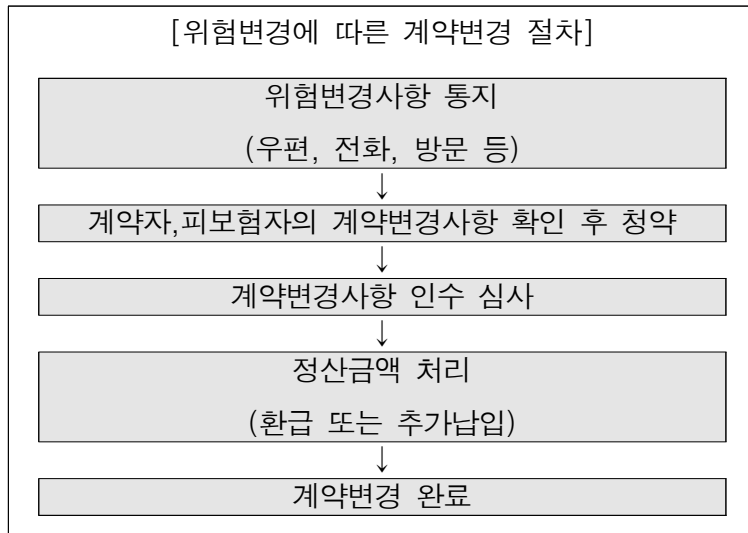 [위험변경에 따른 계약변경 절차]
위험변경사항 통지
(우편, 전화, 방문 등)
↓
계약자,피보험자의 계약변경사항 확인 후 청약
↓
계약변경사항 인수 심사
↓
정산금액 처리
(환급 또는 추가납입)
↓
계약변경 완료